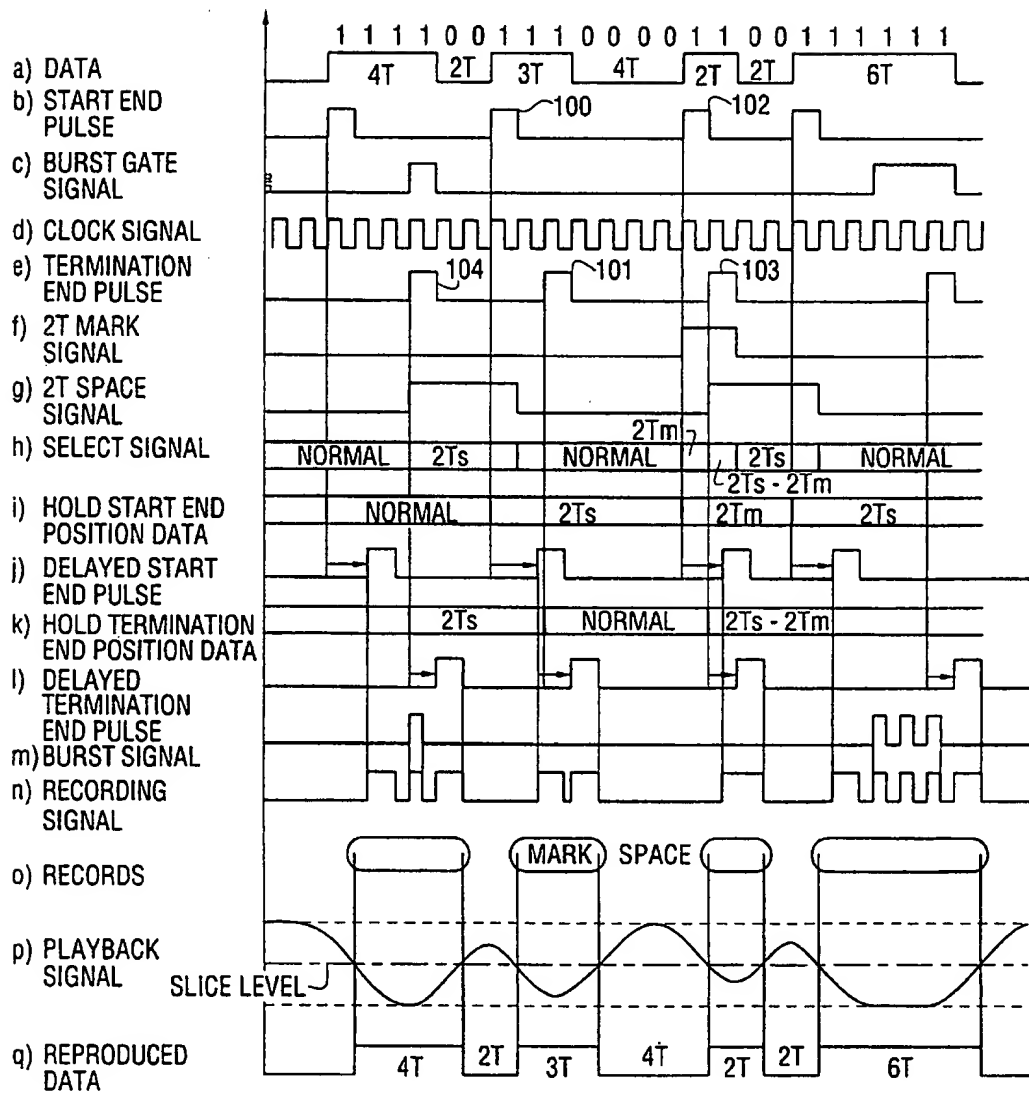 1 1 1 1 0 0 1 1 1 0 0 0 0 1 1 0 0 1 1 1 1 1 1
a) DATA 4T 2T 3T 4T 2T 2T 6T
b) START END
PULSE
100 102
c) BURST GATE
SIGNAL
d) CLOCK SIGNAL
e) TERMINATION
END PULSE
104 101 103
f) 2T MARK
SIGNAL
g) 2T SPACE
SIGNAL
2Tm
h) SELECT SIGNAL NORMAL 2Ts NORMAL 2Ts NORMAL
2Ts - 2Tm
i) HOLD START END
POSITION DATA
NORMAL 2Ts 2Tm 2Ts
j) DELAYED START
END PULSE
k) HOLD TERMINATION
END POSITION DATA
2Ts NORMAL 2Ts - 2Tm
l) DELAYED
TERMINATION
END PULSE
m) BURST SIGNAL
n) RECORDING
SIGNAL
o) RECORDS MARK SPACE
p) PLAYBACK
SIGNAL
SLICE LEVEL
q) REPRODUCED
DATA
4T 2T 3T 4T 2T 2T 6T